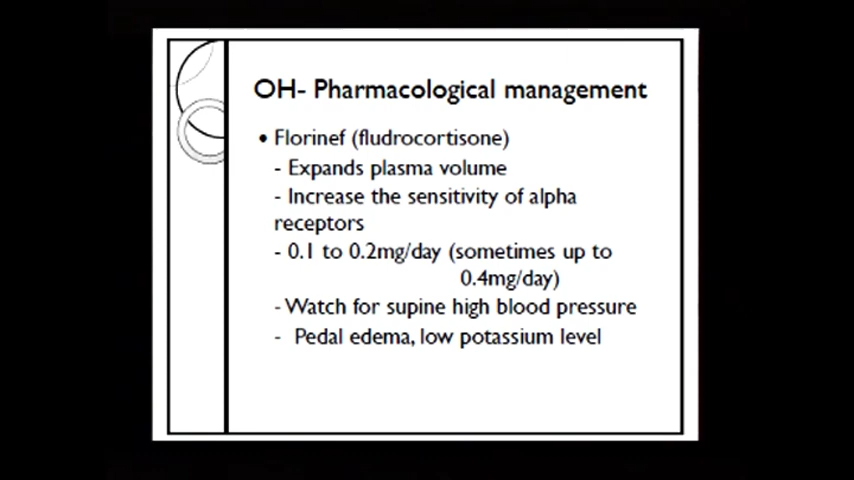 OH- Pharmacological management
• Florinef (fludrocortisone)
- Expands plasma volume
- Increase the sensitivity of alpha
receptors
- 0.1 to 0.2mg/day (sometimes up to
0.4mg/day)
- Watch for supine high blood pressure
- Pedal edema, low potassium level